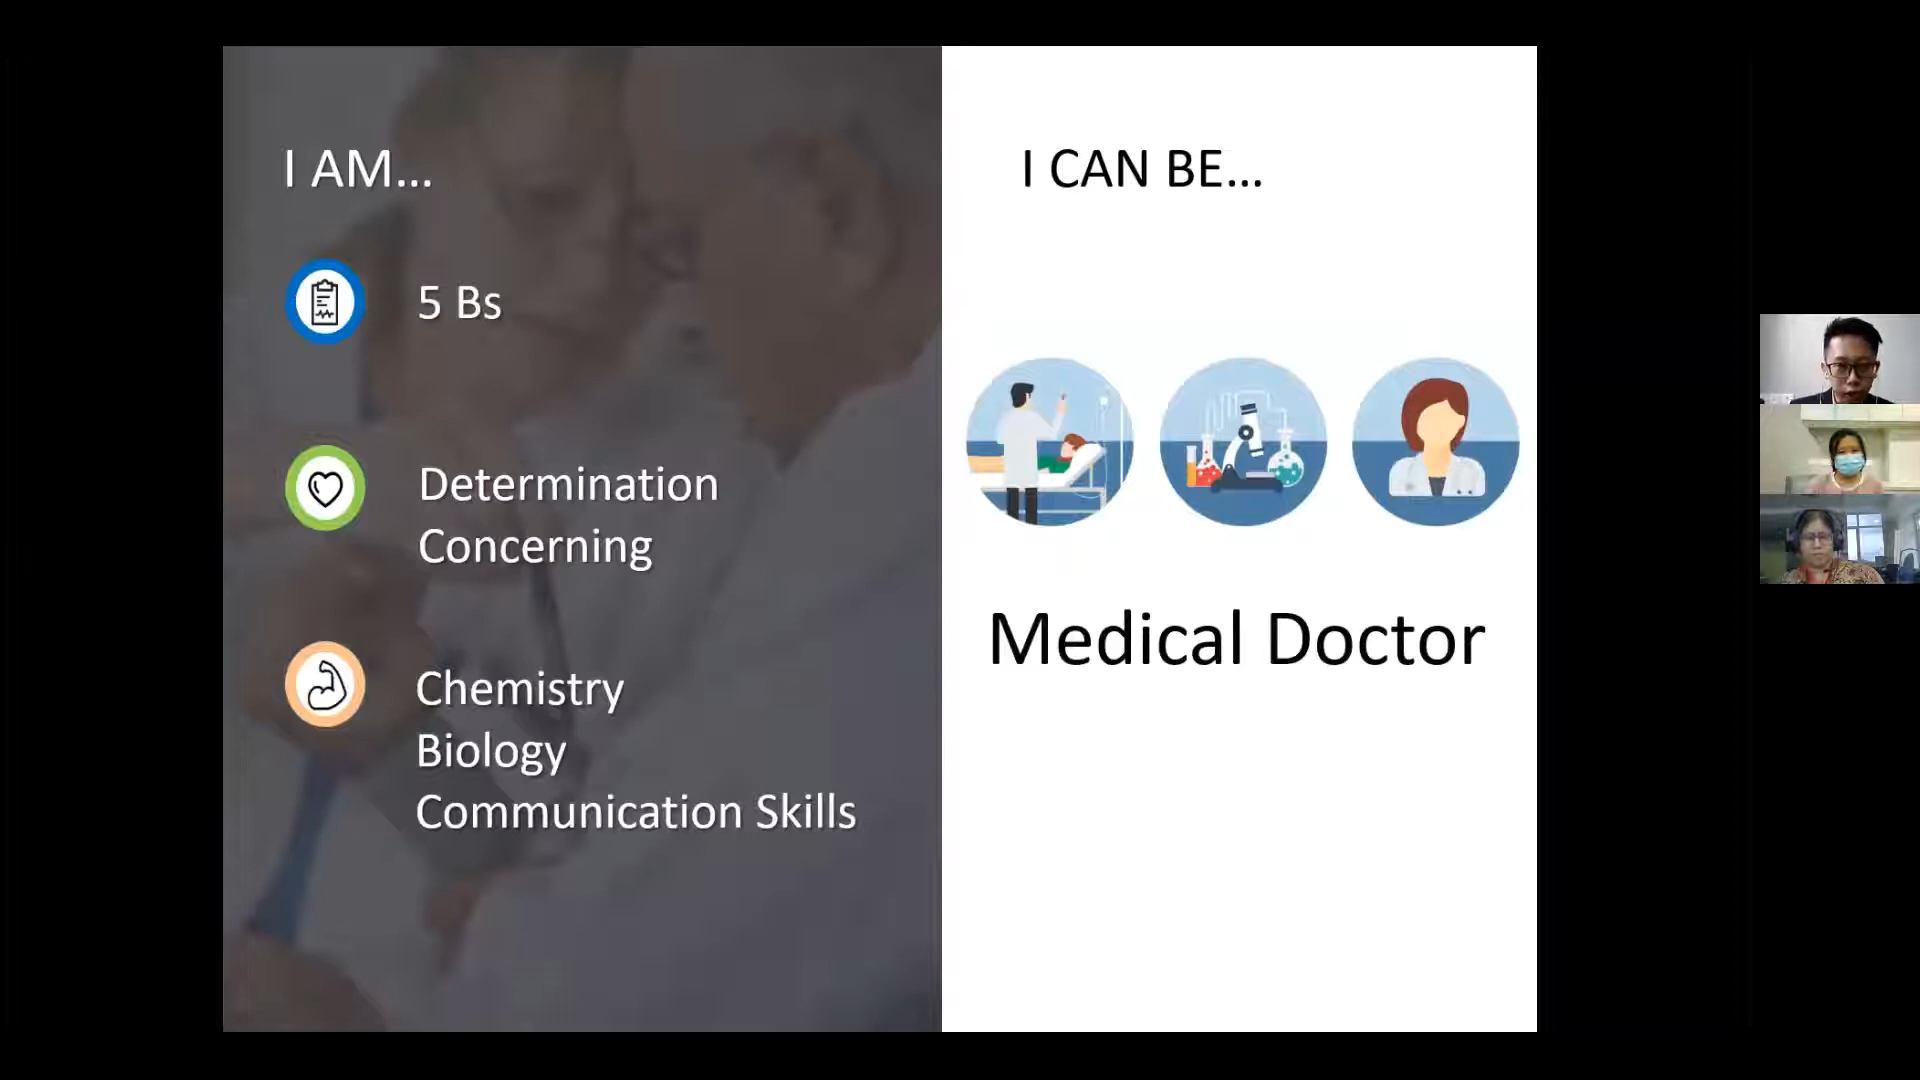 I AM...
5 Bs
Determination
Concerning
Chemistry
Biology
Communication Skills
I CAN BE...
Medical Doctor